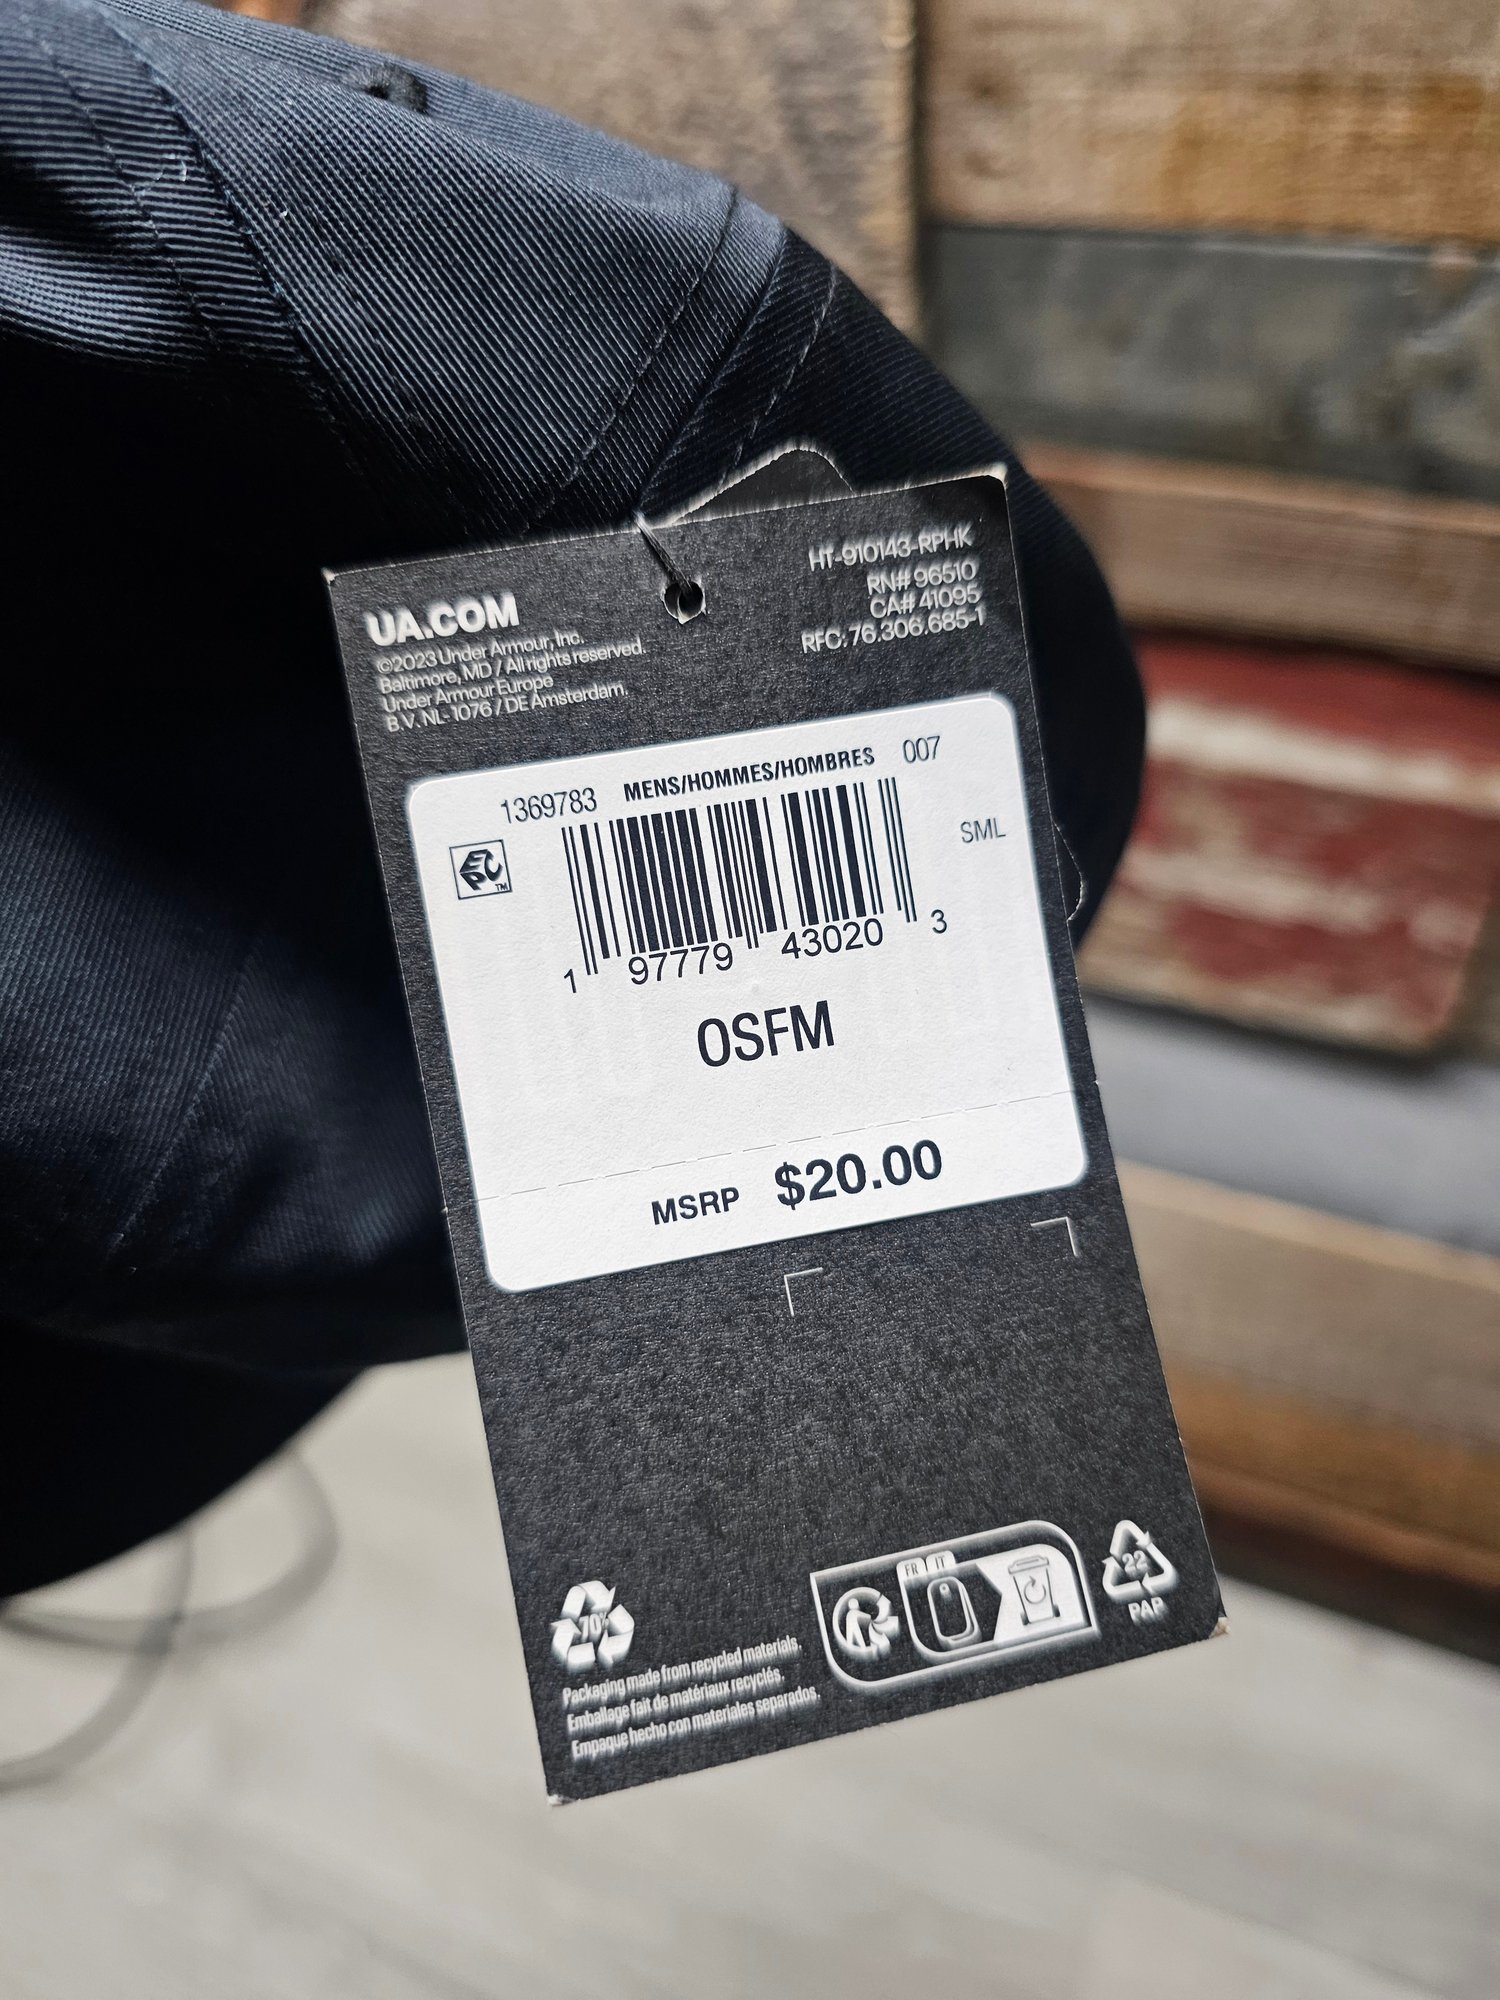 UA.COM
©2023 Under Armour, Inc.
Baltimore, MD / All rights reserved.
Under Armour Europe
B.V. NL-1076 / DE Amsterdam.
HT-910143-RPHK
RN# 96510
CA# 41095
RFC: 76.306.685-1
1369783 MENS/HOMMES/HOMBRES 007
EPC TM
SML
1 97779 43020 3
OSFM
MSRP $20.00
70%
Packaging made from recycled materials.
Emballage fait de matériaux recyclés.
Empaque hecho con materiales separados.
FR IT
22
PAP